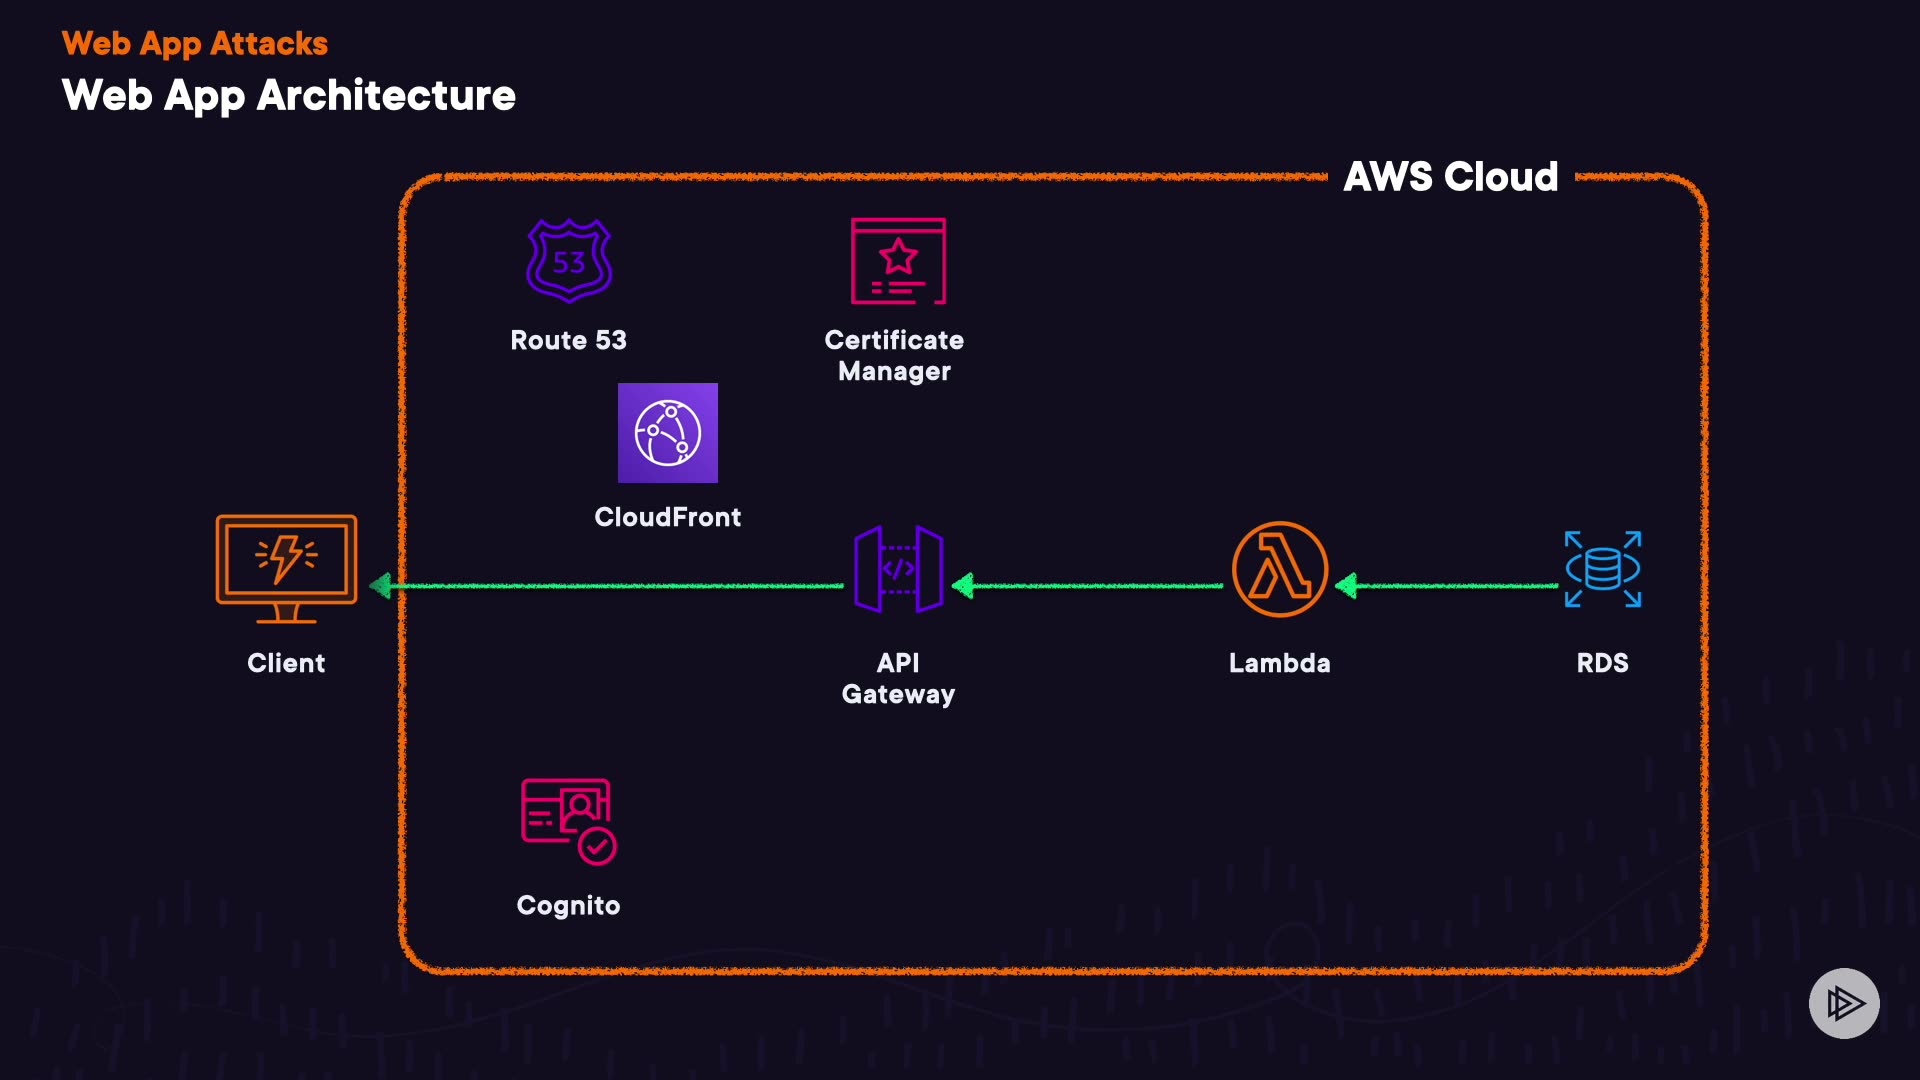 Web App Attacks
Web App Architecture
AWS Cloud
53
Route 53
Certificate
Manager
CloudFront
Client
</>
API
Gateway
Lambda
RDS
Cognito